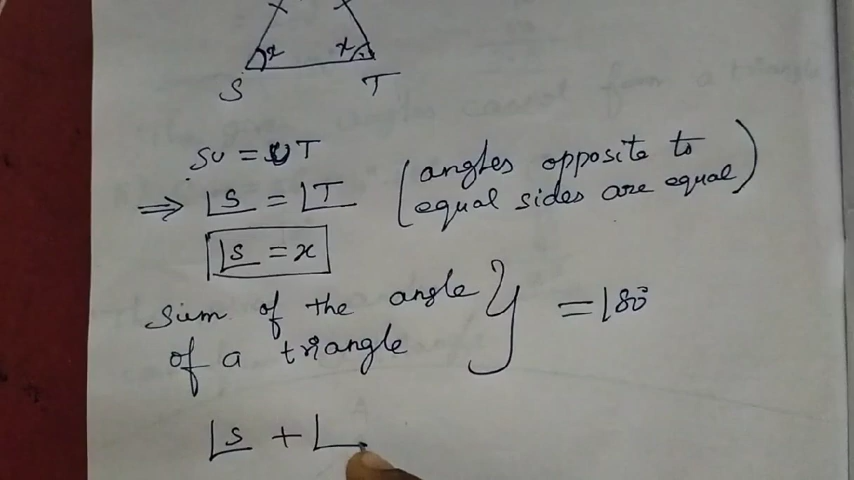 x x
S T
SU = UT
⇒ ∠S = ∠T (angles opposite to
equal sides are equal)
∠S = x
Sum of the angle
of a triangle } = 180°
∠S + ∠